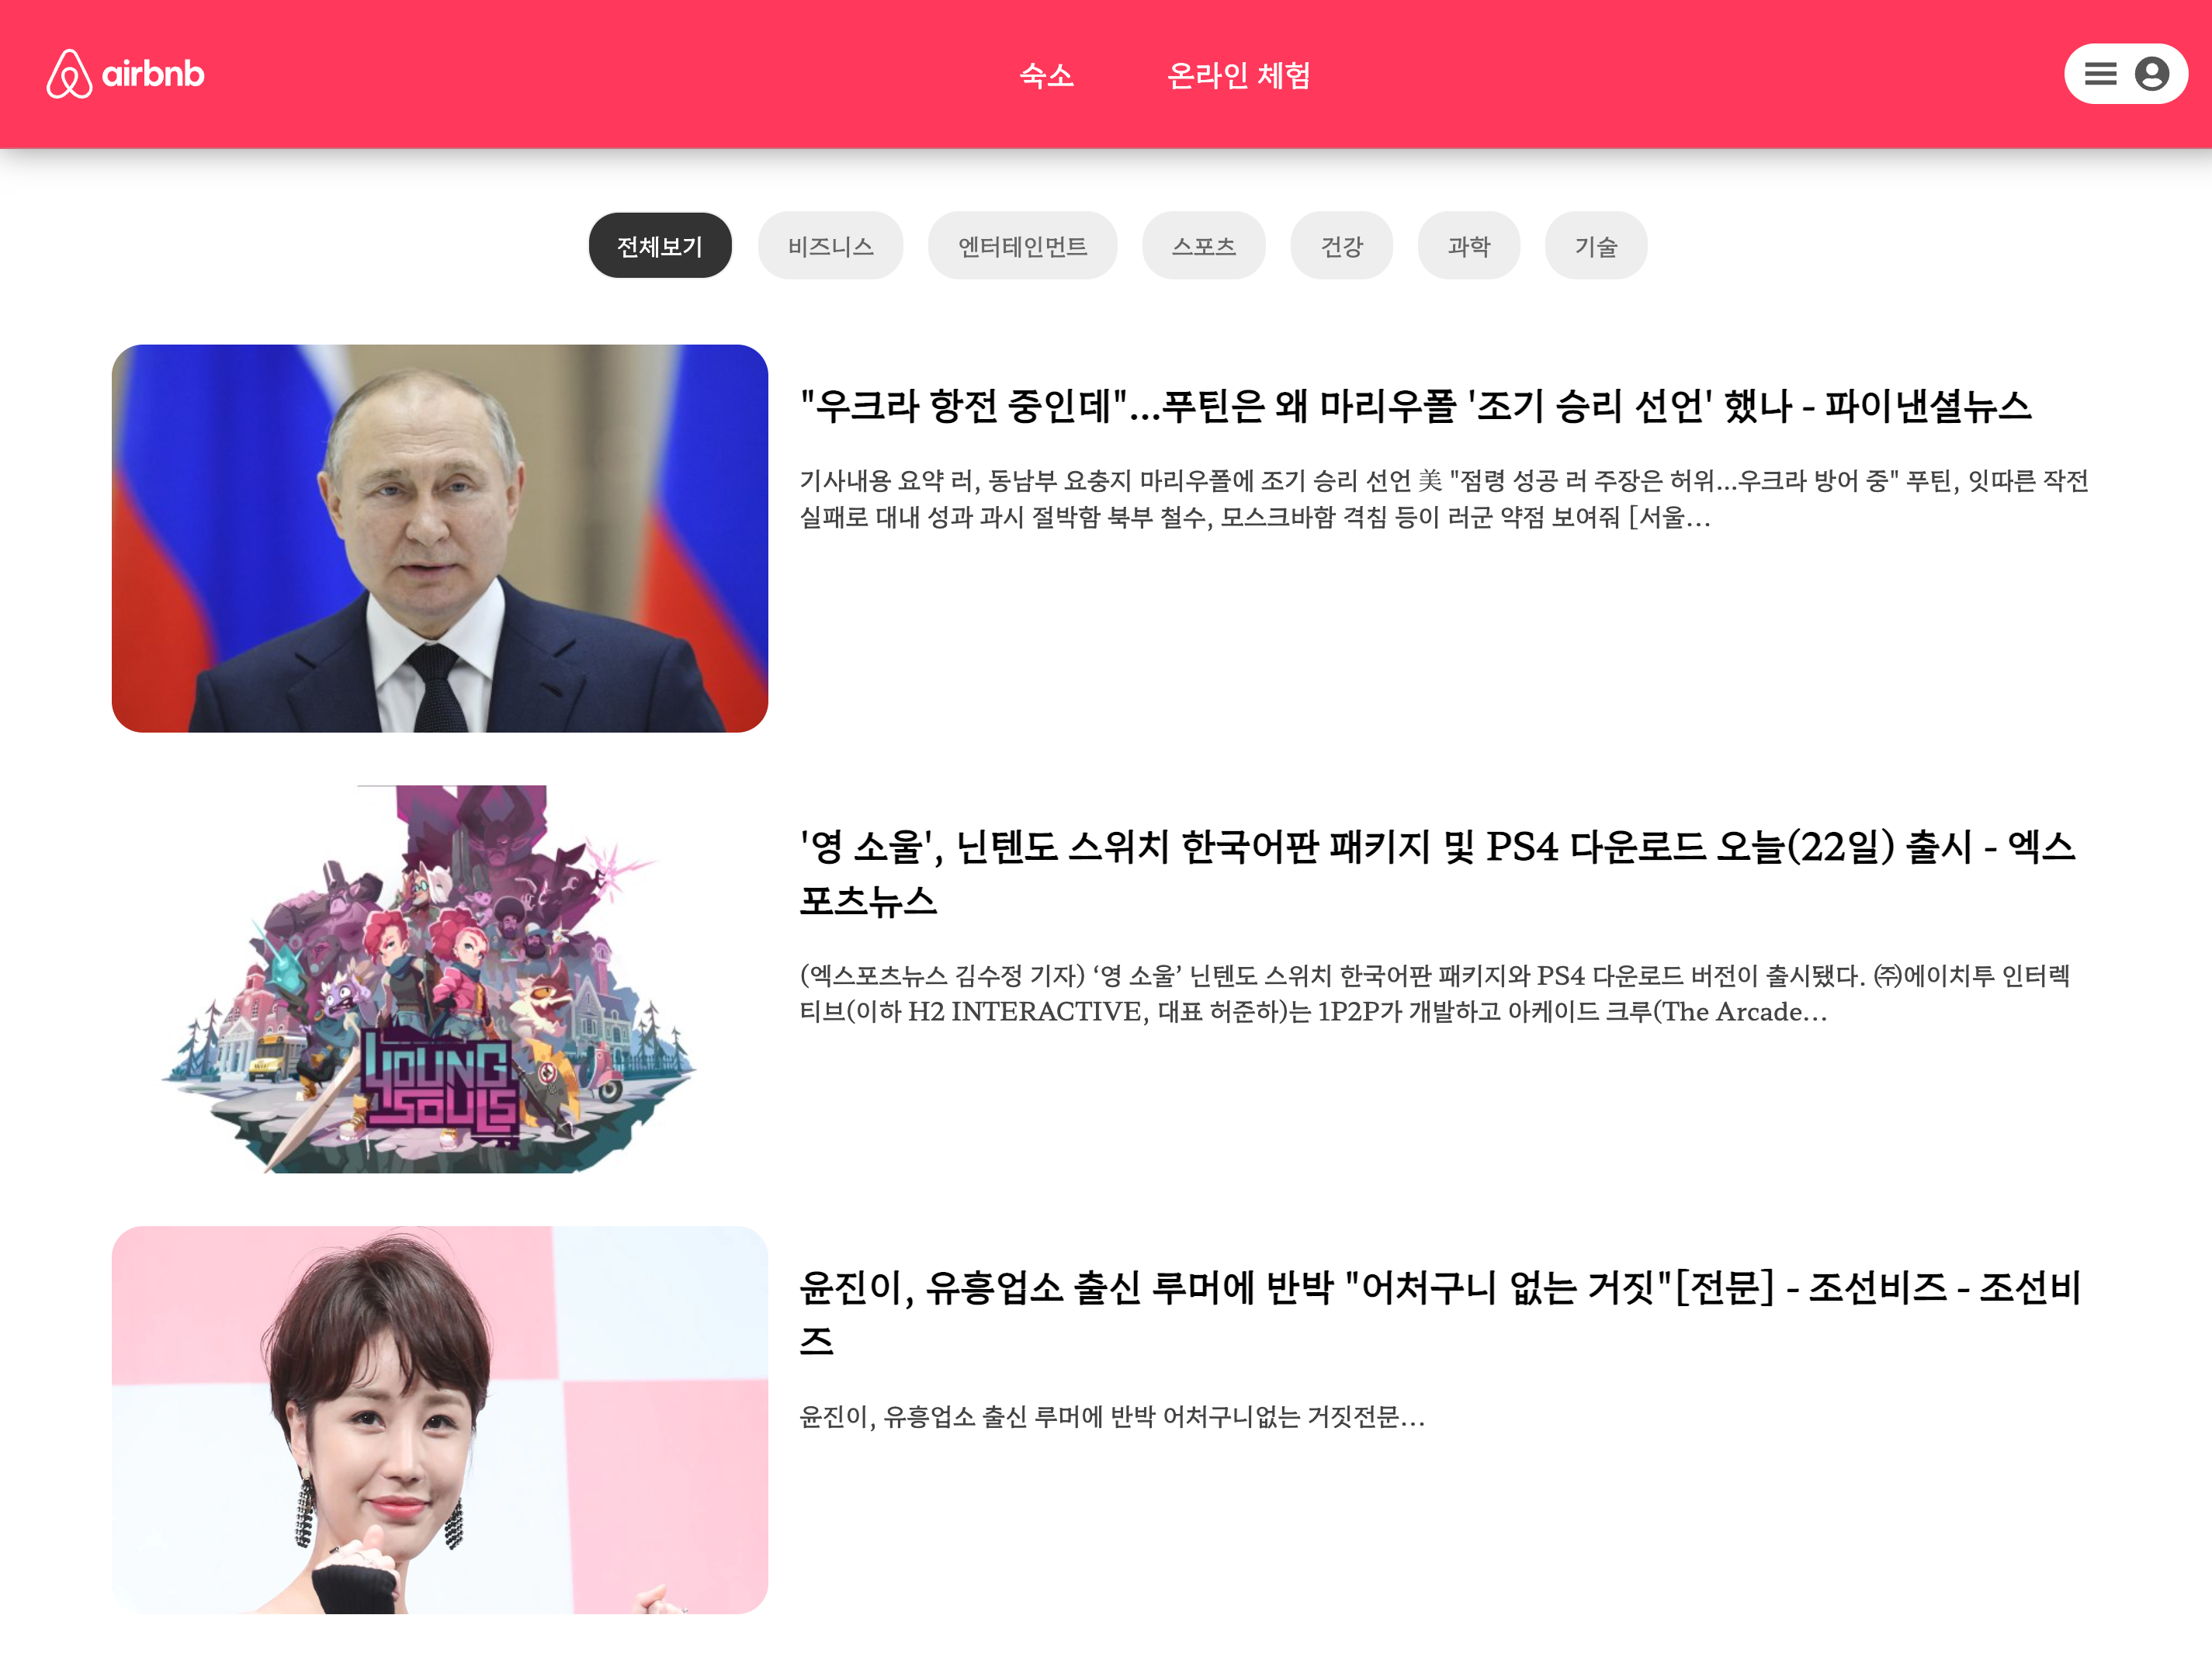 airbnb
숙소
온라인 체험
전체보기
비즈니스
엔터테인먼트
스포츠
건강
과학
기술
"우크라 항전 중인데"...푸틴은 왜 마리우폴 '조기 승리 선언' 했나 - 파이낸셜뉴스
기사내용 요약 러, 동남부 요충지 마리우폴에 조기 승리 선언 美 "점령 성공 러 주장은 허위...우크라 방어 중" 푸틴, 잇따른 작전
실패로 대내 성과 과시 절박함 북부 철수, 모스크바함 격침 등이 러군 약점 보여줘 [서울…
'영 소울', 닌텐도 스위치 한국어판 패키지 및 PS4 다운로드 오늘(22일) 출시 - 엑스
포츠뉴스
(엑스포츠뉴스 김수정 기자) ‘영 소울’ 닌텐도 스위치 한국어판 패키지와 PS4 다운로드 버전이 출시됐다. ㈜에이치투 인터렉
티브(이하 H2 INTERACTIVE, 대표 허준하)는 1P2P가 개발하고 아케이드 크루(The Arcade…
YOUNG
SOULS
윤진이, 유흥업소 출신 루머에 반박 "어처구니 없는 거짓"[전문] - 조선비즈 - 조선비
즈
윤진이, 유흥업소 출신 루머에 반박 어처구니없는 거짓전문…